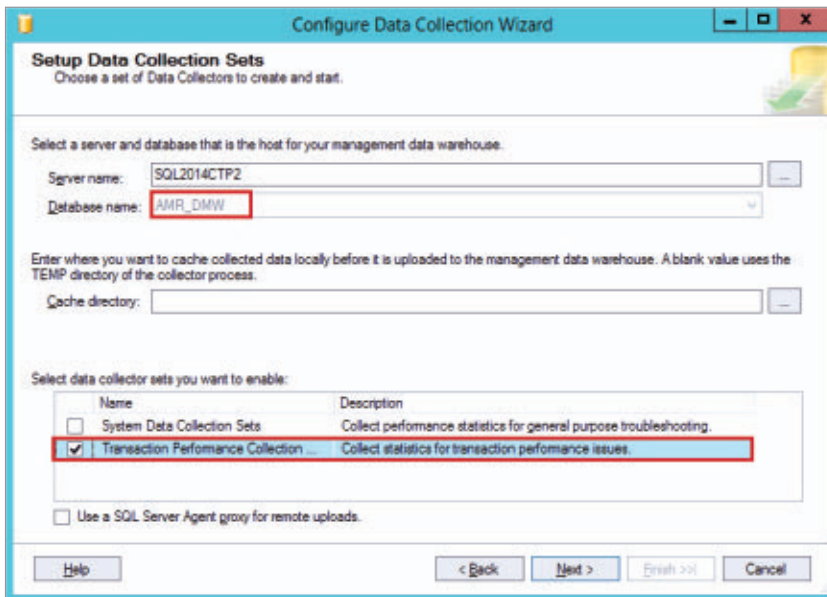 Configure Data Collection Wizard
Setup Data Collection Sets
Choose a set of Data Collectors to create and start.
Select a server and database that is the host for your management data warehouse.
Server name: SQL2014CTP2 ...
Database name: AMR_DMW
Enter where you want to cache collected data locally before it is uploaded to the management data warehouse. A blank value uses the
TEMP directory of the collector process.
Cache directory: ...
Select data collector sets you want to enable:
Name Description
System Data Collection Sets Collect performance statistics for general purpose troubleshooting.
Transaction Performance Collection ... Collect statistics for transaction performance issues.
Use a SQL Server Agent proxy for remote uploads.
Help < Back Next > Finish >>| Cancel